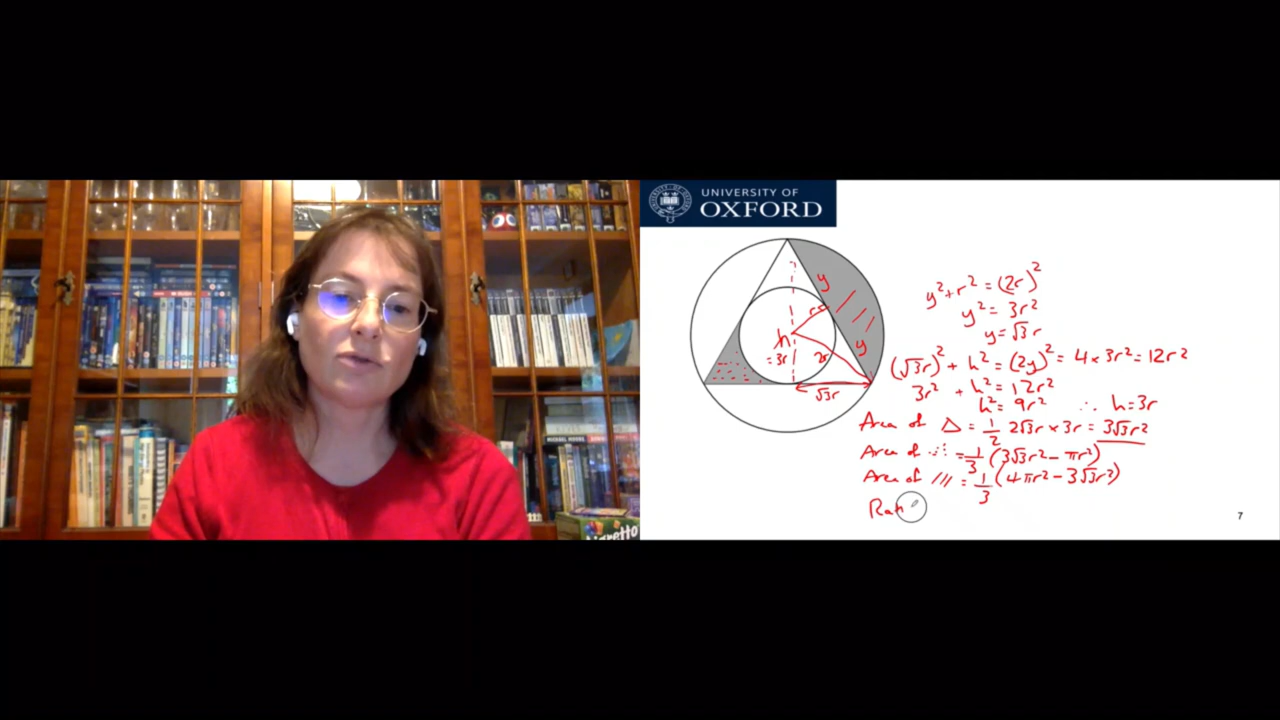 UNIVERSITY OF
OXFORD
y
r
h
= 3r
2r
y
√3r
y² + r² = (2r)²
y² = 3r²
y = √3r
(√3r)² + h² = (2y)² = 4 × 3r² = 12r²
3r² + h² = 12r²
h² = 9r² ∴ h = 3r
Area of △ = 1/2 2√3r × 3r = 3√3r²
Area of ∴∴ = 1/3 (3√3r² − πr²)
Area of /// = 1/3 (4πr² − 3√3r²)
Rati
7